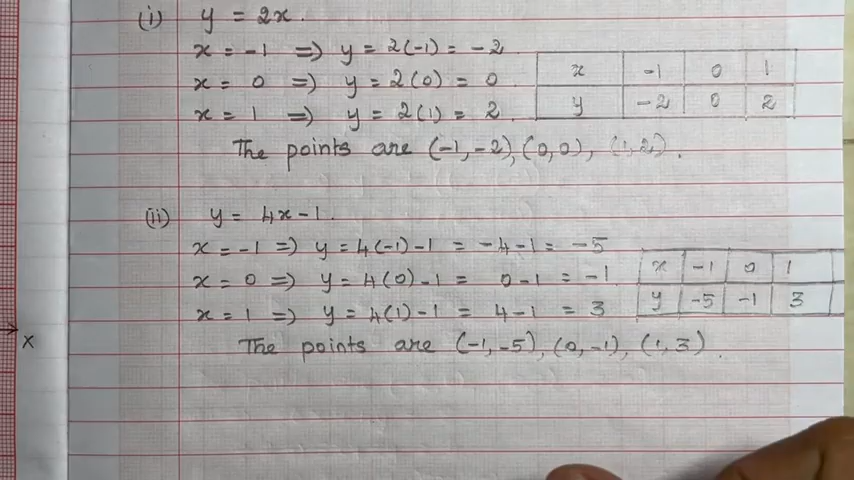 (i) y = 2x.
x = -1 ⇒ y = 2(-1) = -2
x = 0 ⇒ y = 2(0) = 0
x = 1 ⇒ y = 2(1) = 2
x -1 0 1
y -2 0 2
The points are (-1, -2), (0, 0), (1, 2).
(ii) y = 4x-1.
x = -1 ⇒ y = 4(-1)-1 = -4-1 = -5
x = 0 ⇒ y = 4(0)-1 = 0-1 = -1
x = 1 ⇒ y = 4(1)-1 = 4-1 = 3
x -1 0 1
y -5 -1 3
The points are (-1, -5), (0, -1), (1, 3).
X